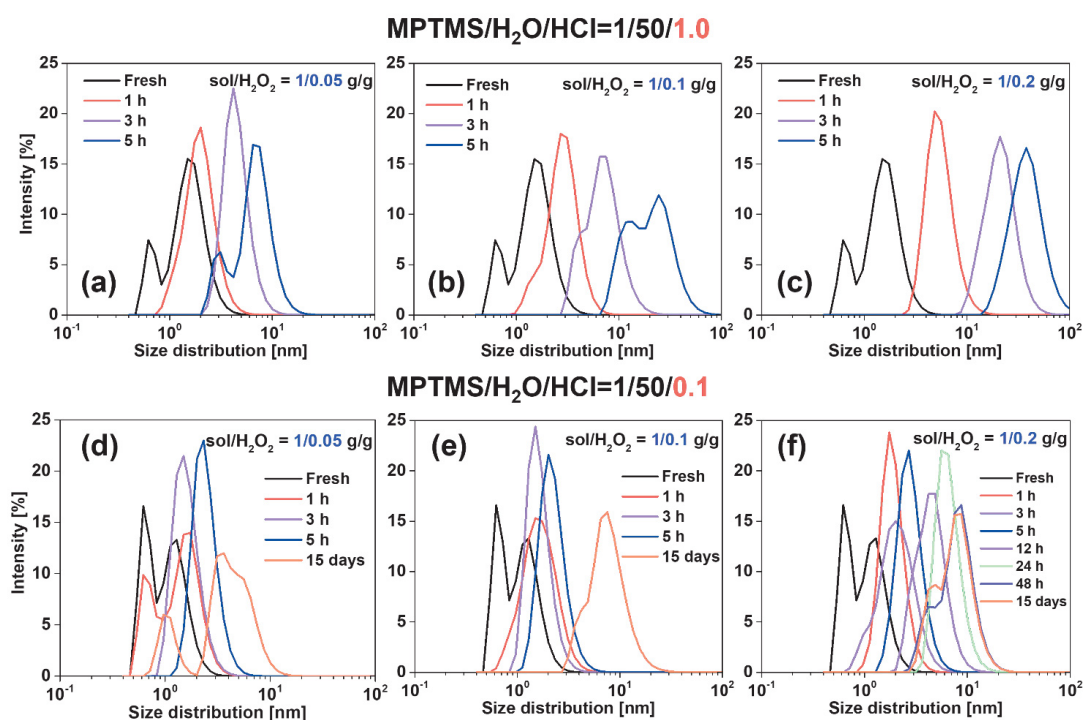 MPTMS/H2O/HCl=1/50/1.0
25
20
15
10
5
0
Intensity [%]
Fresh
1 h
3 h
5 h
sol/H2O2 = 1/0.05 g/g
(a)
10-1
100
101
102
Size distribution [nm]
25
20
15
10
5
0
Fresh
1 h
3 h
5 h
sol/H2O2 = 1/0.1 g/g
(b)
10-1
100
101
102
Size distribution [nm]
25
20
15
10
5
0
Fresh
1 h
3 h
5 h
sol/H2O2 = 1/0.2 g/g
(c)
10-1
100
101
102
Size distribution [nm]
MPTMS/H2O/HCl=1/50/0.1
25
20
15
10
5
0
Intensity [%]
(d)
sol/H2O2 = 1/0.05 g/g
Fresh
1 h
3 h
5 h
15 days
10-1
100
101
102
Size distribution [nm]
25
20
15
10
5
0
(e)
sol/H2O2 = 1/0.1 g/g
Fresh
1 h
3 h
5 h
15 days
10-1
100
101
102
Size distribution [nm]
25
20
15
10
5
0
(f)
sol/H2O2 = 1/0.2 g/g
Fresh
1 h
3 h
5 h
12 h
24 h
48 h
15 days
10-1
100
101
102
Size distribution [nm]